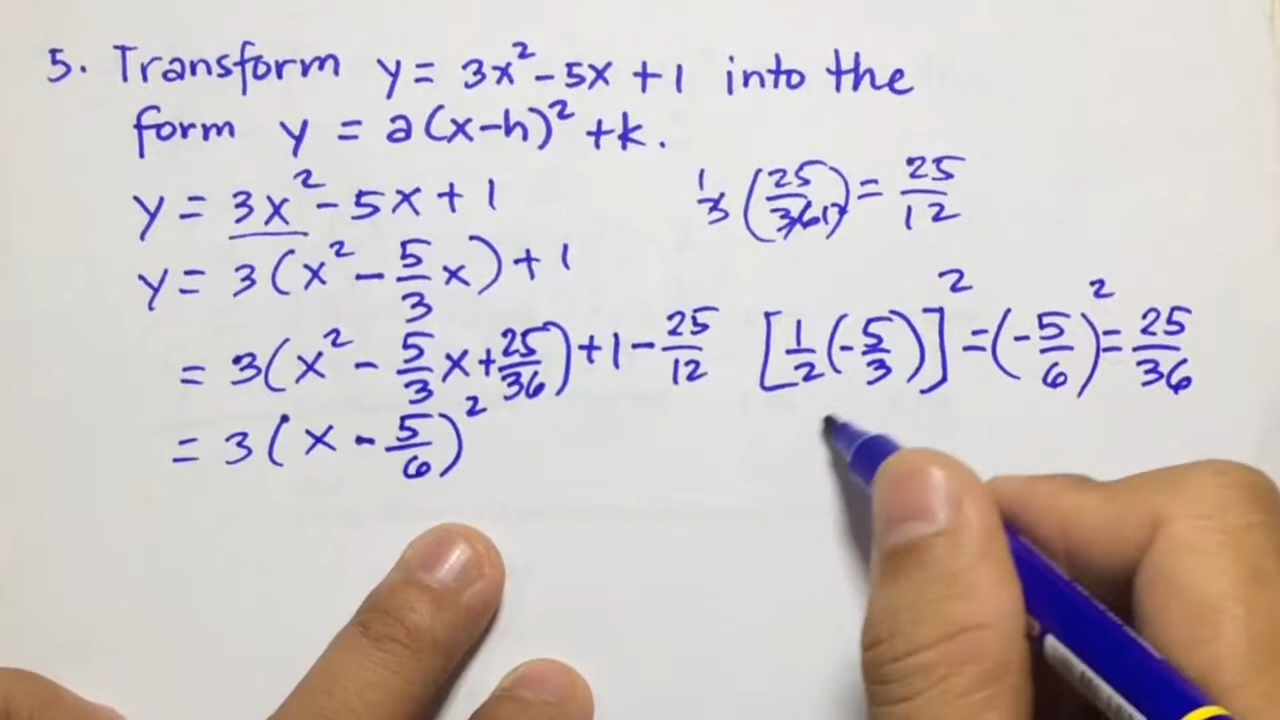 5. Transform y = 3x² - 5x + 1 into the
form y = a(x-h)² + k.
y = 3x² - 5x + 1
1/3 (25/36 12) = 25/12
y = 3(x² - 5/3 x) + 1
= 3(x² - 5/3 x + 25/36) + 1 - 25/12
[1/2 (-5/3)]² = (-5/6)² = 25/36
= 3(x - 5/6)²